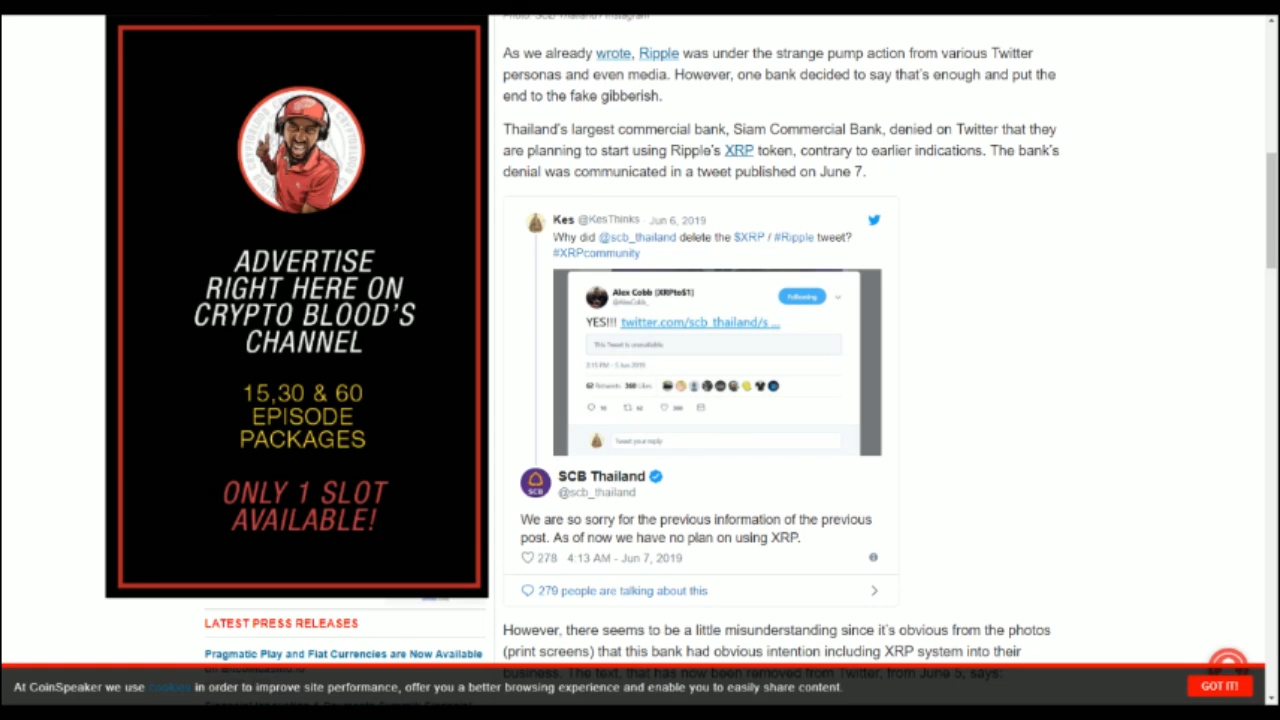 Photo: SCB Thailand / Instagram
As we already wrote, Ripple was under the strange pump action from various Twitter
personas and even media. However, one bank decided to say that's enough and put the
end to the fake gibberish.
Thailand's largest commercial bank, Siam Commercial Bank, denied on Twitter that they
are planning to start using Ripple's XRP token, contrary to earlier indications. The bank's
denial was communicated in a tweet published on June 7.
ADVERTISE
RIGHT HERE ON
CRYPTO BLOOD'S
CHANNEL
15,30 & 60
EPISODE
PACKAGES
ONLY 1 SLOT
AVAILABLE!
Kes @KesThinks Jun 6, 2019
Why did @scb_thailand delete the $XRP / #Ripple tweet?
#XRPcommunity
Alex Cobb (XRPto$1)
@AlexCobb_
Following
YES!!! twitter.com/scb_thailand/s ...
This Tweet is unavailable.
2:15 PM - 5 Jun 2019
62 Retweets 360 Likes
Tweet your reply
SCB
SCB Thailand
@scb_thailand
We are so sorry for the previous information of the previous
post. As of now we have no plan on using XRP.
278 4:13 AM - Jun 7, 2019
279 people are talking about this
LATEST PRESS RELEASES
Pragmatic Play and Fiat Currencies are Now Available
However, there seems to be a little misunderstanding since it's obvious from the photos
(print screens) that this bank had obvious intention including XRP system into their
business. The text, that has now been removed from Twitter, from June 5, says:
At CoinSpeaker we use cookies in order to improve site performance, offer you a better browsing experience and enable you to easily share content.
GOT IT!